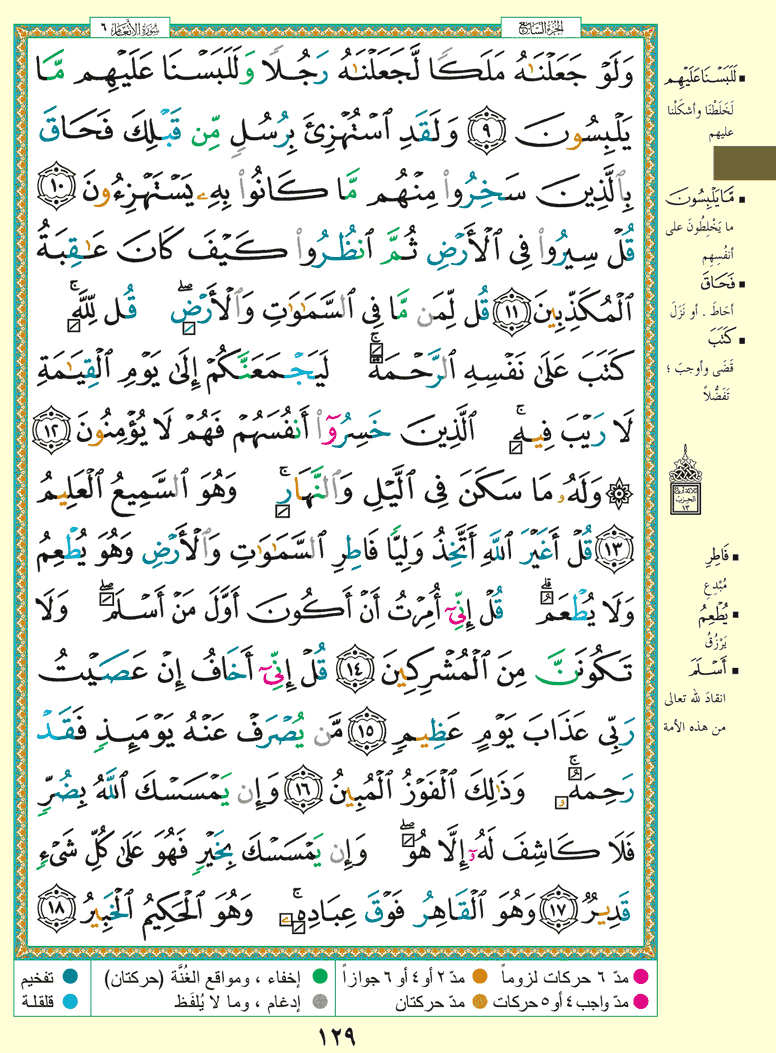 الجزء السابع
سورة الأنعام ٦
وَلَوْ جَعَلْنَٰهُ مَلَكًا لَّجَعَلْنَٰهُ رَجُلًا وَلَلَبَسْنَا عَلَيْهِم مَّا
يَلْبِسُونَ ٩ وَلَقَدِ ٱسْتُهْزِئَ بِرُسُلٍ مِّن قَبْلِكَ فَحَاقَ
بِٱلَّذِينَ سَخِرُوا۟ مِنْهُم مَّا كَانُوا۟ بِهِۦ يَسْتَهْزِءُونَ ١٠
قُلْ سِيرُوا۟ فِى ٱلْأَرْضِ ثُمَّ ٱنظُرُوا۟ كَيْفَ كَانَ عَٰقِبَةُ
ٱلْمُكَذِّبِينَ ١١ قُل لِّمَن مَّا فِى ٱلسَّمَٰوَٰتِ وَٱلْأَرْضِ ۖ قُل لِّلَّهِ ۚ
كَتَبَ عَلَىٰ نَفْسِهِ ٱلرَّحْمَةَ ۚ لَيَجْمَعَنَّكُمْ إِلَىٰ يَوْمِ ٱلْقِيَٰمَةِ
لَا رَيْبَ فِيهِ ۚ ٱلَّذِينَ خَسِرُوٓا۟ أَنفُسَهُمْ فَهُمْ لَا يُؤْمِنُونَ ١٢
۞ وَلَهُۥ مَا سَكَنَ فِى ٱلَّيْلِ وَٱلنَّهَارِ ۚ وَهُوَ ٱلسَّمِيعُ ٱلْعَلِيمُ
١٣ قُلْ أَغَيْرَ ٱللَّهِ أَتَّخِذُ وَلِيًّا فَاطِرِ ٱلسَّمَٰوَٰتِ وَٱلْأَرْضِ وَهُوَ يُطْعِمُ
وَلَا يُطْعَمُ ۗ قُلْ إِنِّىٓ أُمِرْتُ أَنْ أَكُونَ أَوَّلَ مَنْ أَسْلَمَ ۖ وَلَا
تَكُونَنَّ مِنَ ٱلْمُشْرِكِينَ ١٤ قُلْ إِنِّىٓ أَخَافُ إِنْ عَصَيْتُ
رَبِّى عَذَابَ يَوْمٍ عَظِيمٍ ١٥ مَّن يُصْرَفْ عَنْهُ يَوْمَئِذٍ فَقَدْ
رَحِمَهُۥ ۚ وَذَٰلِكَ ٱلْفَوْزُ ٱلْمُبِينُ ١٦ وَإِن يَمْسَسْكَ ٱللَّهُ بِضُرٍّ
فَلَا كَاشِفَ لَهُۥٓ إِلَّا هُوَ ۖ وَإِن يَمْسَسْكَ بِخَيْرٍ فَهُوَ عَلَىٰ كُلِّ شَىْءٍ
قَدِيرٌ ١٧ وَهُوَ ٱلْقَاهِرُ فَوْقَ عِبَادِهِۦ ۚ وَهُوَ ٱلْحَكِيمُ ٱلْخَبِيرُ ١٨
لَلَبَسْنَا عَلَيْهِم
لَخَلَطْنَا وأشكَلْنا
عليهم
مَّا يَلْبِسُونَ
ما يَخْلِطُونَ على
أنفُسِهِم
فَحَاقَ
أحَاطَ . أو نَزَلَ
كَتَبَ
قَضَى وأوجبَ ؛
تَفَضُّلاً
ثلاثة أرباع
الحزب
١٣
فَاطِرِ
مُبْدِعِ
يُطْعِمُ
يَرْزُقُ
أَسْلَمَ
انقادَ لله تعالى
من هذه الأمة
مدّ ٦ حركات لزوماً
مدّ ٢ أو ٤ أو ٦ جوازاً
إخفاء ، ومواقع الغُنَّة (حركتان)
تفخيم
مدّ واجب ٤ أو ٥ حركات
مدّ حركتان
إدغام ، وما لا يُلفَظ
قلقلة
١٢٩